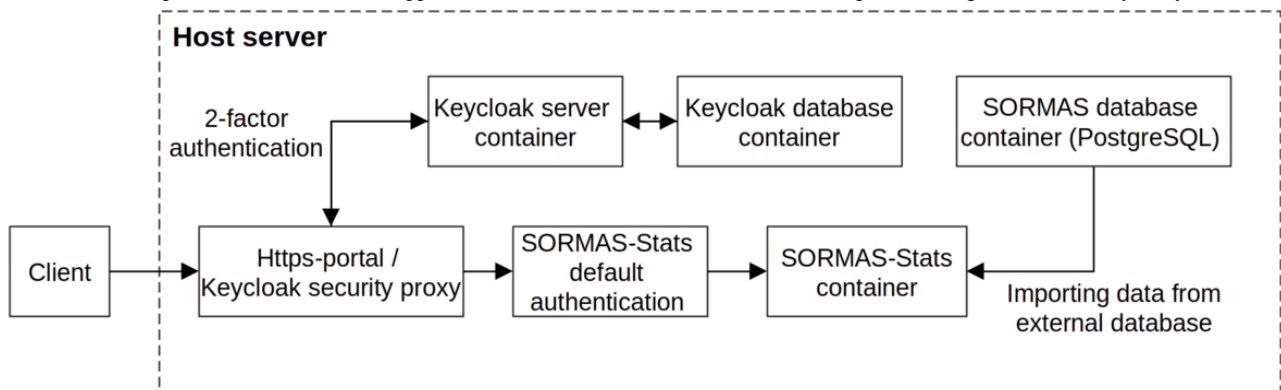 Host server
2-factor
authentication
Keycloak server
container
Keycloak database
container
SORMAS database
container (PostgreSQL)
Client
Https-portal /
Keycloak security proxy
SORMAS-Stats
default
authentication
SORMAS-Stats
container
Importing data from
external database